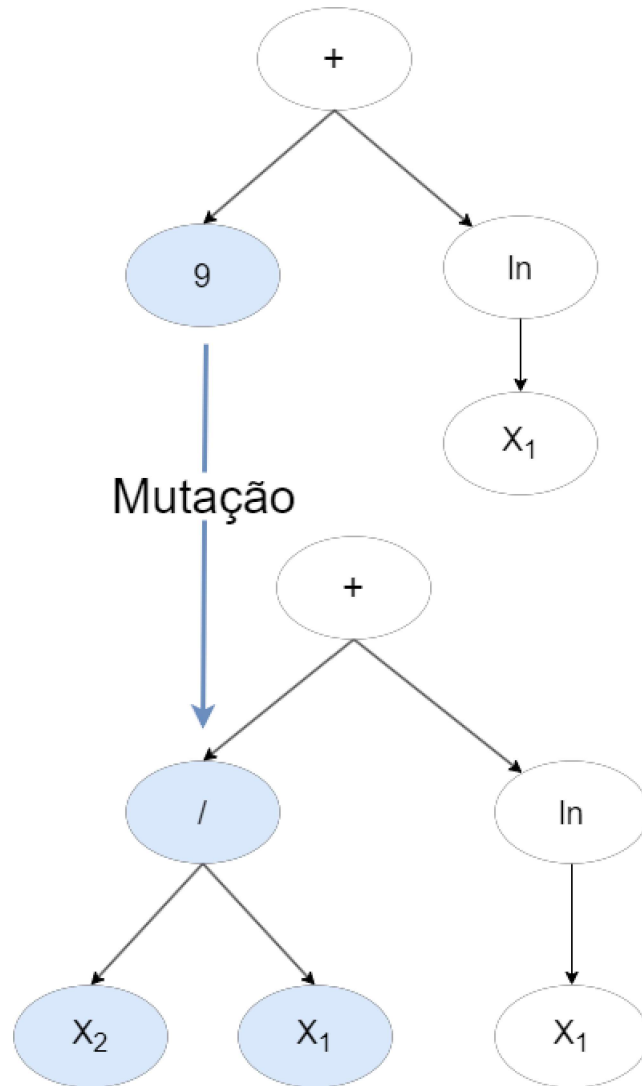 +
9
ln
X₁
Mutação
+
/
ln
X₂
X₁
X₁